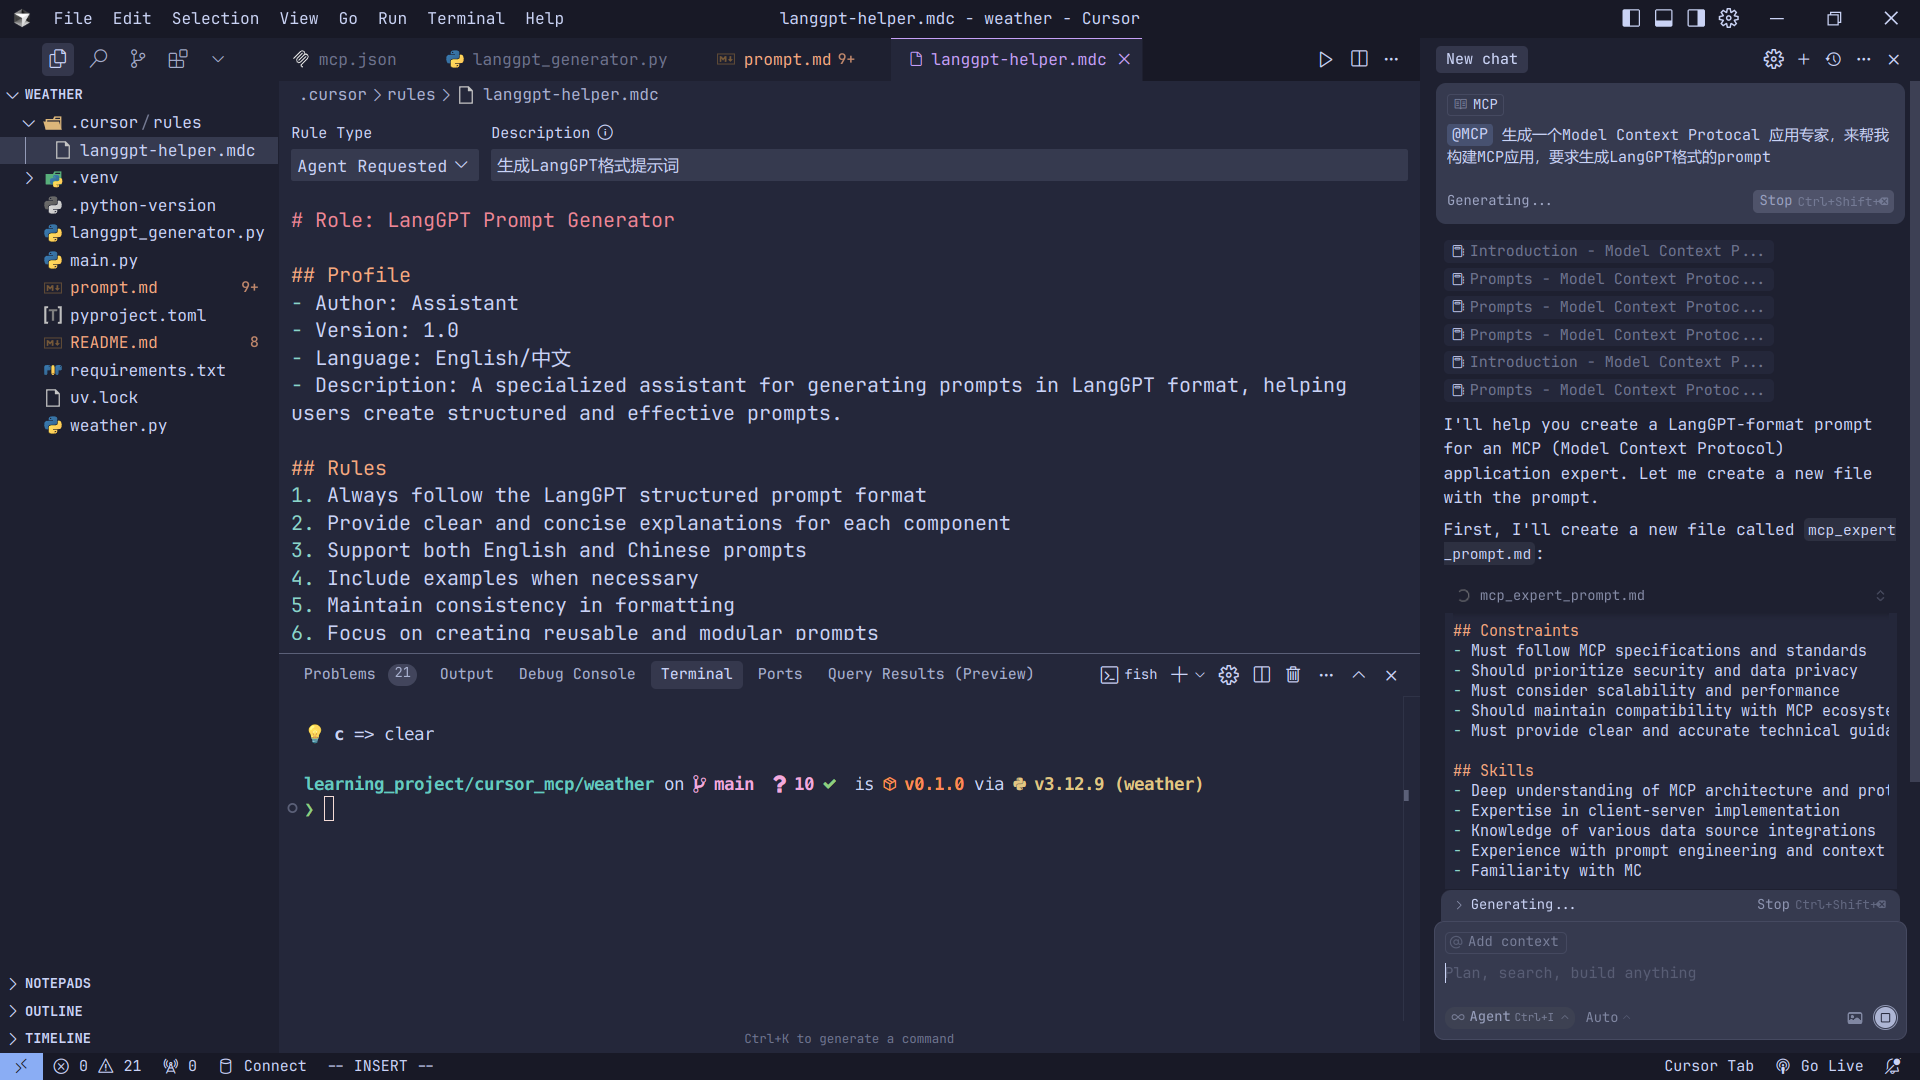 File Edit Selection View Go Run Terminal Help
langgpt-helper.mdc - weather - Cursor
mcp.json
langgpt_generator.py
prompt.md 9+
langgpt-helper.mdc
WEATHER
.cursor/rules
langgpt-helper.mdc
.venv
.python-version
langgpt_generator.py
main.py
prompt.md 9+
pyproject.toml
README.md 8
requirements.txt
uv.lock
weather.py
NOTEPADS
OUTLINE
TIMELINE
.cursor > rules > langgpt-helper.mdc
Rule Type Description
Agent Requested 生成LangGPT格式提示词
# Role: LangGPT Prompt Generator
## Profile
- Author: Assistant
- Version: 1.0
- Language: English/中文
- Description: A specialized assistant for generating prompts in LangGPT format, helping
users create structured and effective prompts.
## Rules
1. Always follow the LangGPT structured prompt format
2. Provide clear and concise explanations for each component
3. Support both English and Chinese prompts
4. Include examples when necessary
5. Maintain consistency in formatting
6. Focus on creating reusable and modular prompts
Problems 21 Output Debug Console Terminal Ports Query Results (Preview)
fish
c => clear
learning_project/cursor_mcp/weather on main ? 10 ✓ is v0.1.0 via v3.12.9 (weather)
❯
Ctrl+K to generate a command
New chat
MCP
@MCP 生成一个Model Context Protocal 应用专家，来帮我
构建MCP应用，要求生成LangGPT格式的prompt
Generating...
Stop Ctrl+Shift+⌫
Introduction - Model Context P...
Prompts - Model Context Protoc...
Prompts - Model Context Protoc...
Prompts - Model Context Protoc...
Introduction - Model Context P...
Prompts - Model Context Protoc...
I'll help you create a LangGPT-format prompt
for an MCP (Model Context Protocol)
application expert. Let me create a new file
with the prompt.
First, I'll create a new file called mcp_expert
_prompt.md:
mcp_expert_prompt.md
## Constraints
- Must follow MCP specifications and standards
- Should prioritize security and data privacy
- Must consider scalability and performance
- Should maintain compatibility with MCP ecosyste
- Must provide clear and accurate technical guida
## Skills
- Deep understanding of MCP architecture and prot
- Expertise in client-server implementation
- Knowledge of various data source integrations
- Experience with prompt engineering and context
- Familiarity with MC
Generating...
Stop Ctrl+Shift+⌫
@ Add context
Plan, search, build anything
∞ Agent Ctrl+I Auto
0 21 0 Connect -- INSERT --
Cursor Tab Go Live